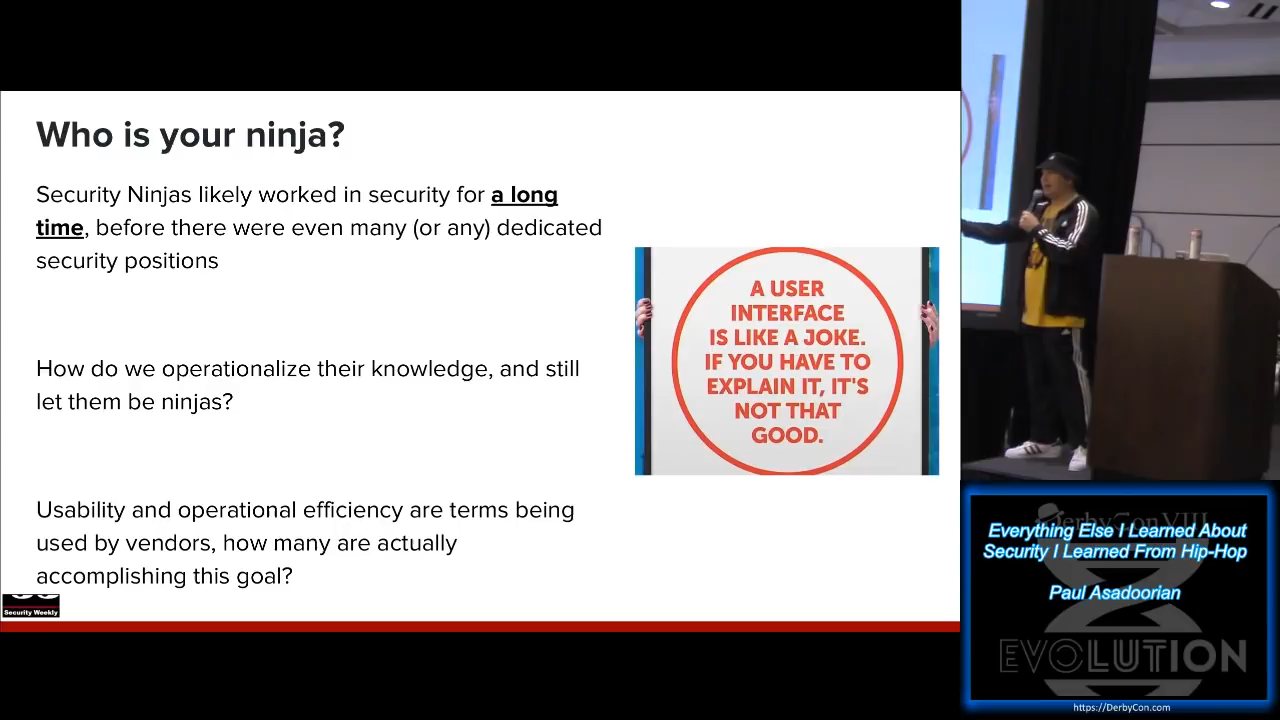 Who is your ninja?
Security Ninjas likely worked in security for a long
time, before there were even many (or any) dedicated
security positions
How do we operationalize their knowledge, and still
let them be ninjas?
Usability and operational efficiency are terms being
used by vendors, how many are actually
accomplishing this goal?
A USER
INTERFACE
IS LIKE A JOKE.
IF YOU HAVE TO
EXPLAIN IT, IT'S
NOT THAT
GOOD.
Security Weekly
DerbyCon VIII
Everything Else I Learned About
Security I Learned From Hip-Hop
Paul Asadoorian
EVOLUTION
https://DerbyCon.com